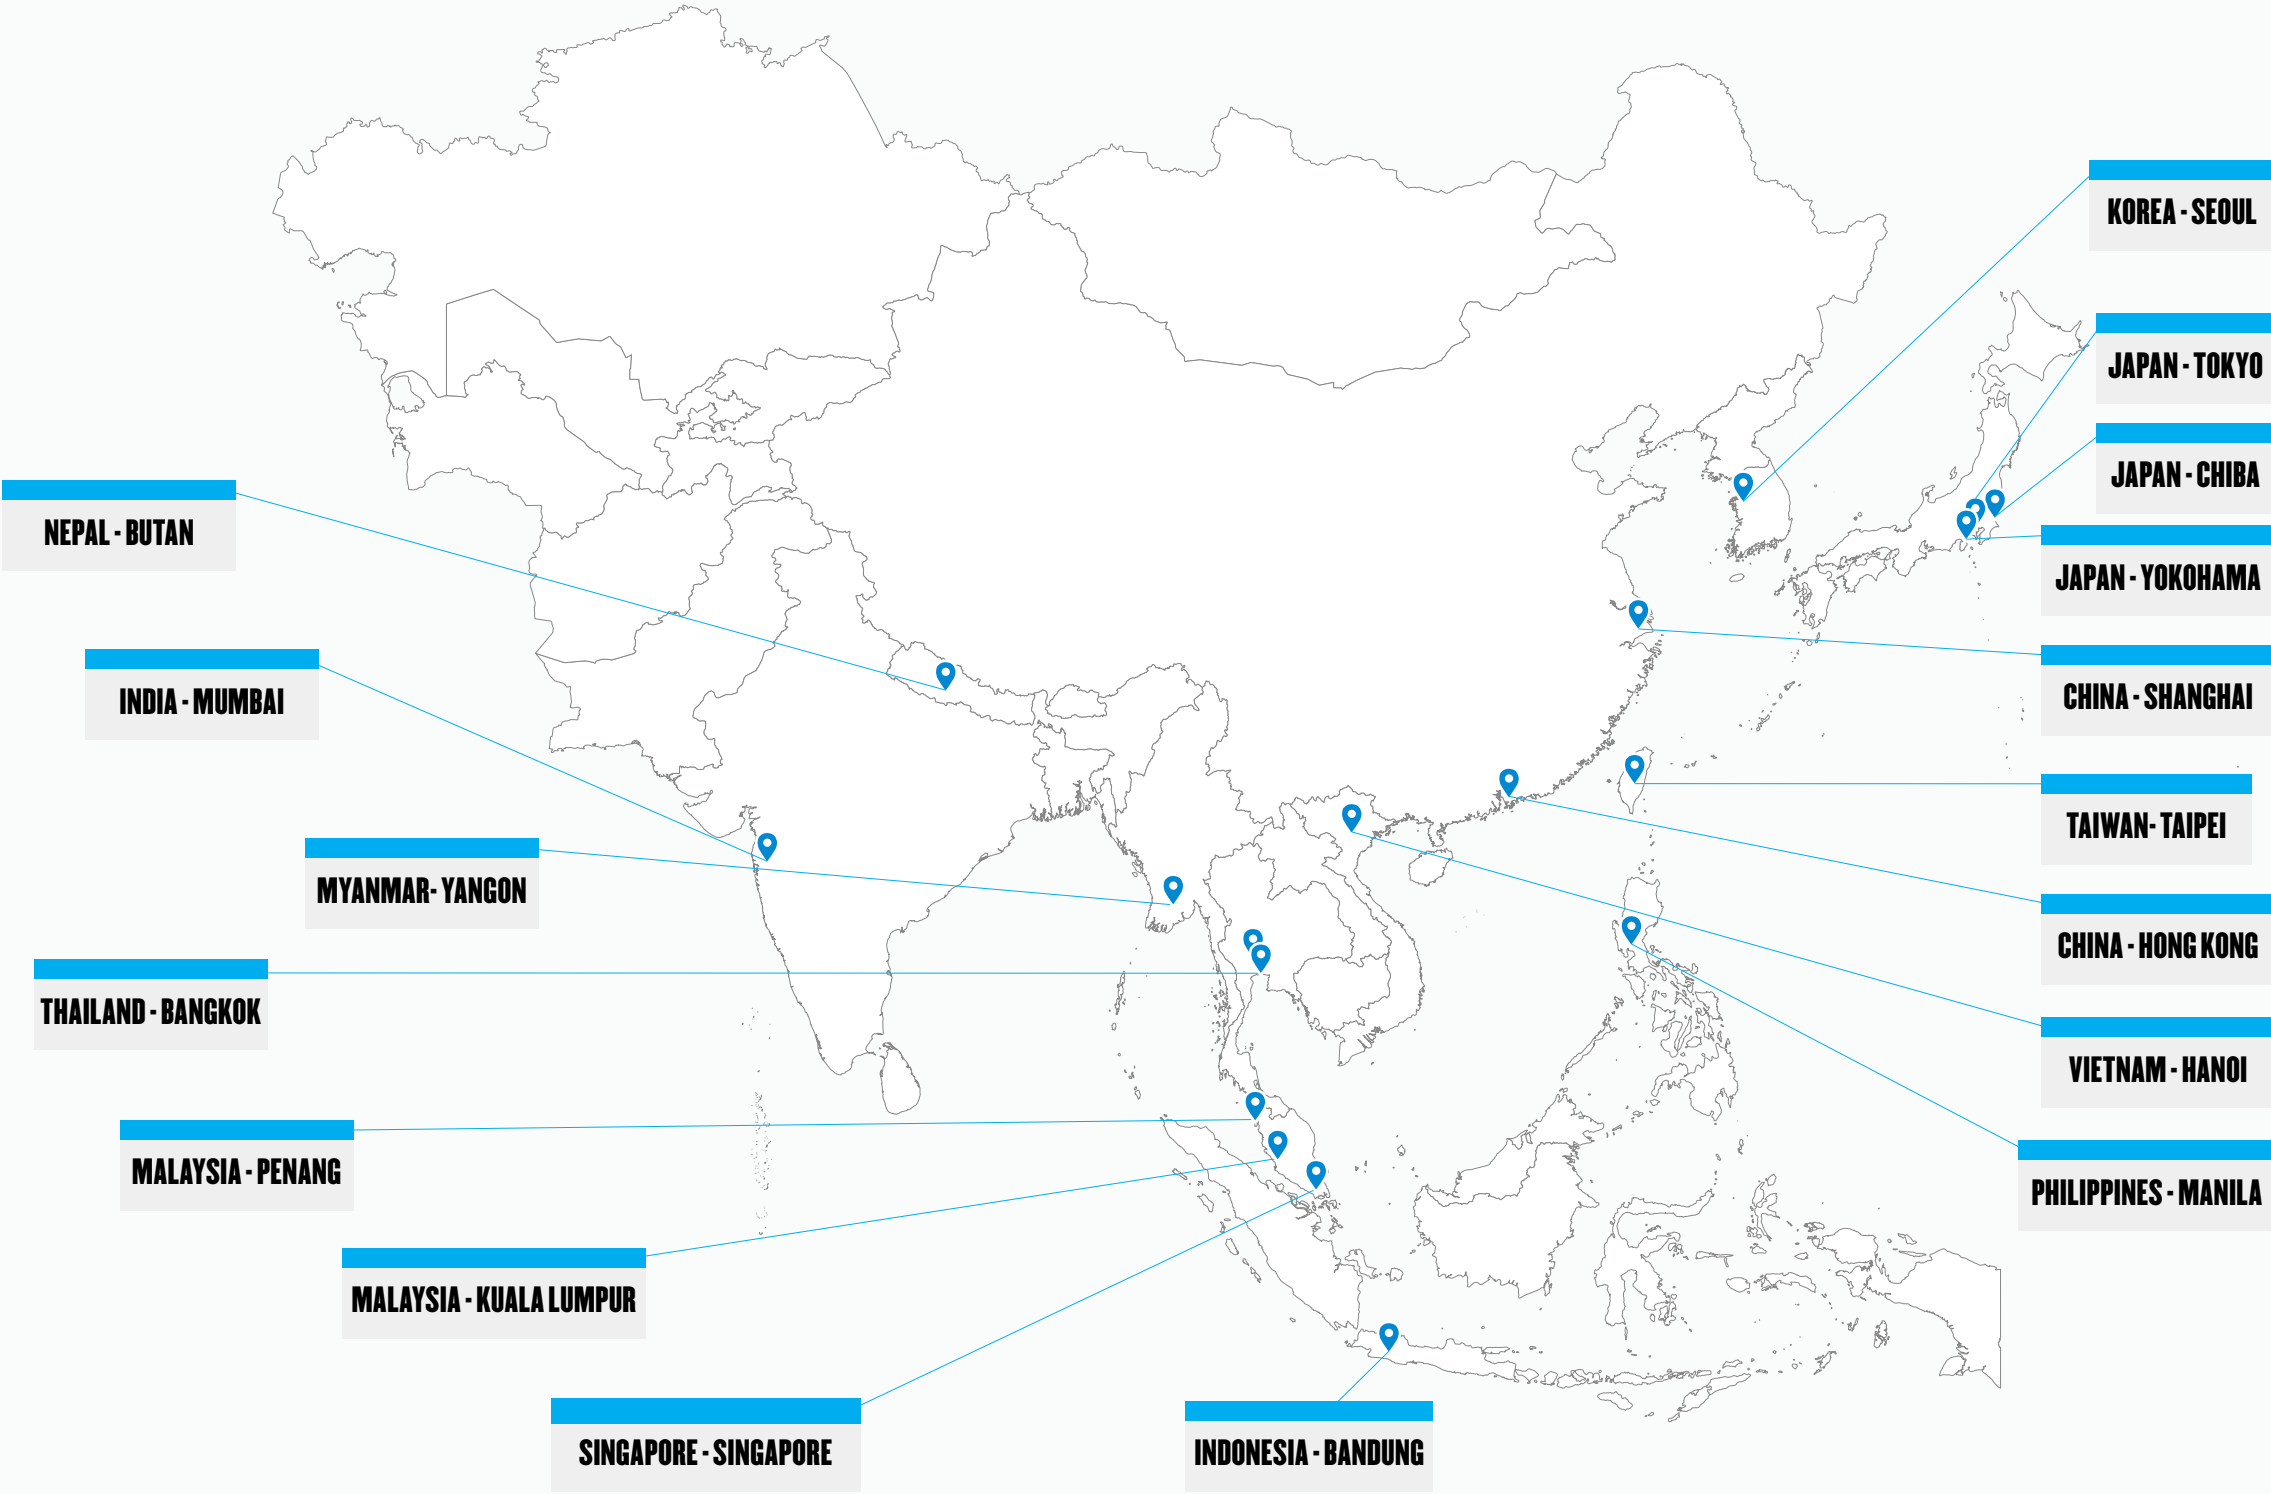 KOREA - SEOUL
JAPAN - TOKYO
JAPAN - CHIBA
NEPAL - BUTAN
JAPAN - YOKOHAMA
INDIA - MUMBAI
CHINA - SHANGHAI
TAIWAN- TAIPEI
MYANMAR- YANGON
CHINA - HONG KONG
THAILAND - BANGKOK
VIETNAM - HANOI
MALAYSIA - PENANG
PHILIPPINES - MANILA
MALAYSIA - KUALA LUMPUR
SINGAPORE - SINGAPORE
INDONESIA - BANDUNG